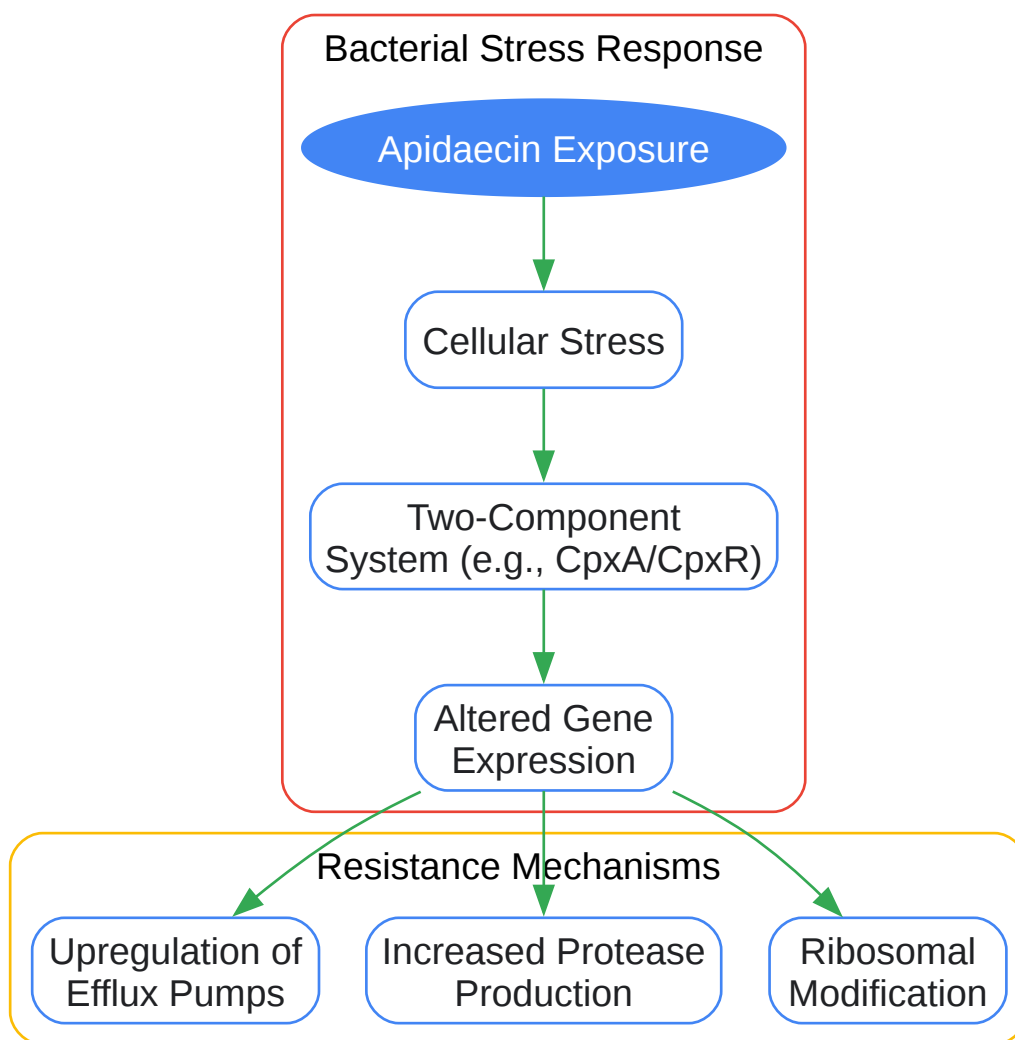 Bacterial Stress Response
Apidaecin Exposure
Cellular Stress
Two-Component
System (e.g., CpxA/CpxR)
Altered Gene
Expression
Resistance Mechanisms
Upregulation of
Efflux Pumps
Increased Protease
Production
Ribosomal
Modification